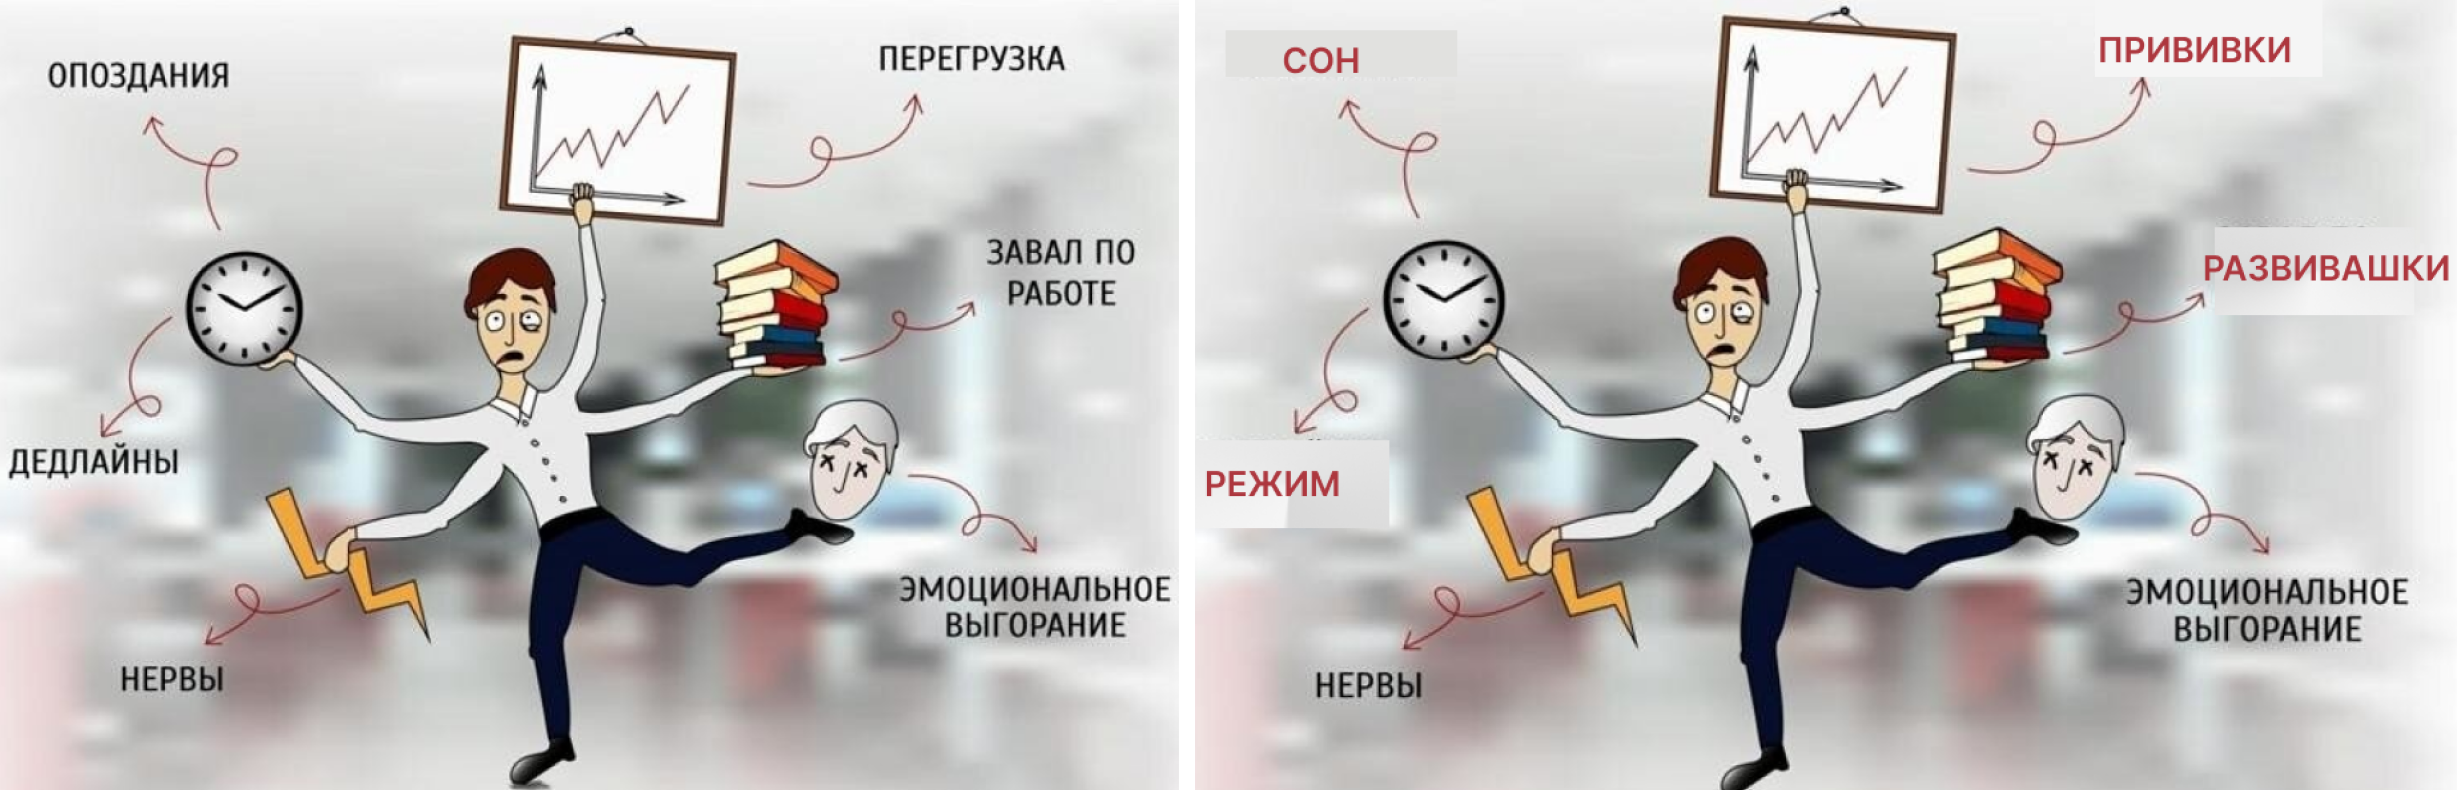 ОПОЗДАНИЯ
ПЕРЕГРУЗКА
ЗАВАЛ ПО
РАБОТЕ
ДЕДЛАЙНЫ
ЭМОЦИОНАЛЬНОЕ
ВЫГОРАНИЕ
НЕРВЫ
СОН
ПРИВИВКИ
РАЗВИВАШКИ
РЕЖИМ
ЭМОЦИОНАЛЬНОЕ
ВЫГОРАНИЕ
НЕРВЫ